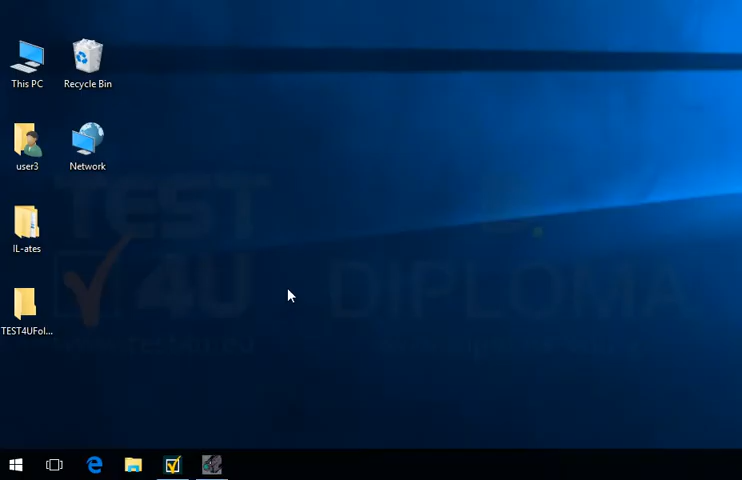 This PC
Recycle Bin
user3
Network
IL-ates
TEST4UFol...
TEST
4U
DIPLOMA